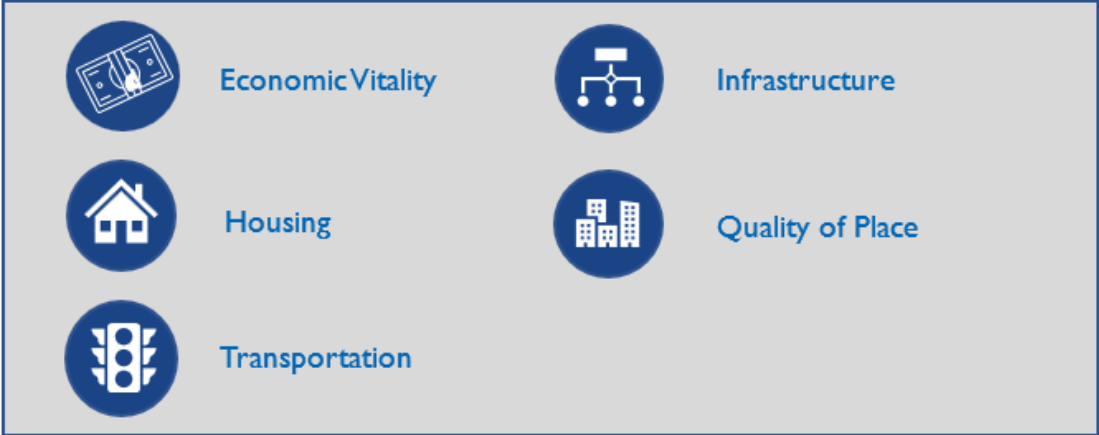 Economic Vitality
Housing
Transportation
Infrastructure
Quality of Place